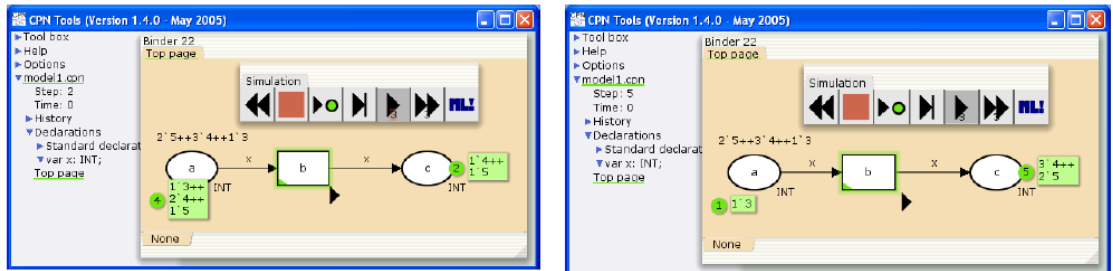 CPN Tools (Version 1.4.0 - May 2005)
Tool box
Help
Options
model1.cpn
Step: 2
Time: 0
History
Declarations
Standard declarat
var x: INT;
Top page
Binder 22
Top page
Simulation
ML!
2`5++3`4++1`3
a
x
b
x
c
INT
INT
4
1`3++
2`4++
1`5
2
1`4++
1`5
None
CPN Tools (Version 1.4.0 - May 2005)
Tool box
Help
Options
model1.cpn
Step: 5
Time: 0
History
Declarations
Standard declarat
var x: INT;
Top page
Binder 22
Top page
Simulation
ML!
2`5++3`4++1`3
a
x
b
x
c
INT
INT
1
1`3
5
3`4++
2`5
None